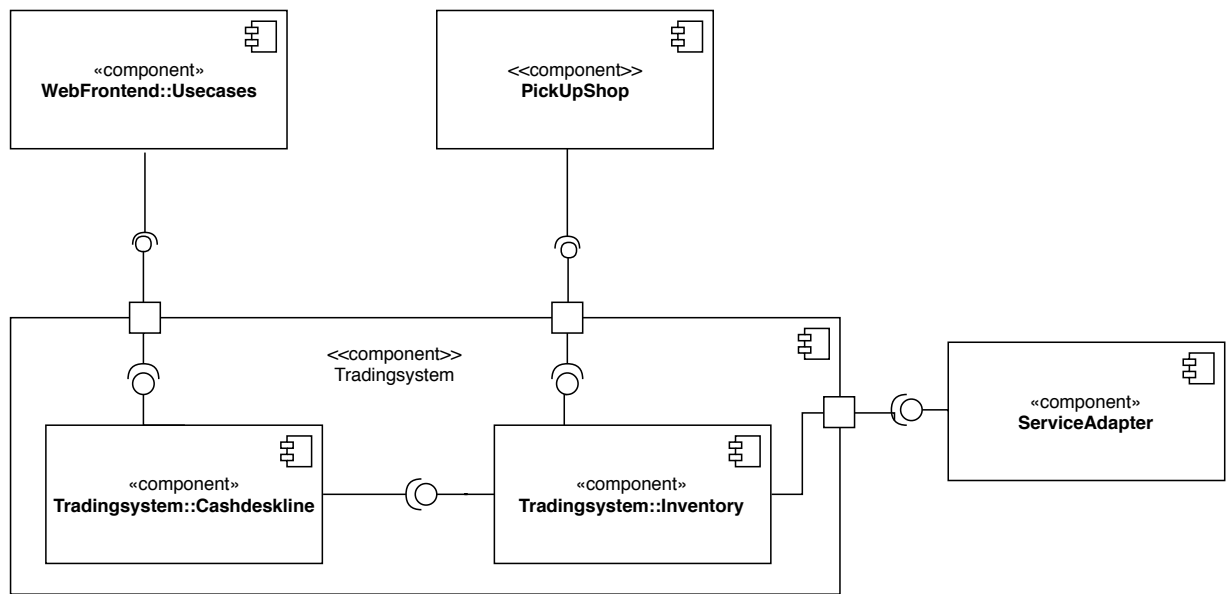 «component»
WebFrontend::Usecases
<<component>>
PickUpShop
<<component>>
Tradingsystem
«component»
ServiceAdapter
«component»
Tradingsystem::Cashdeskline
«component»
Tradingsystem::Inventory